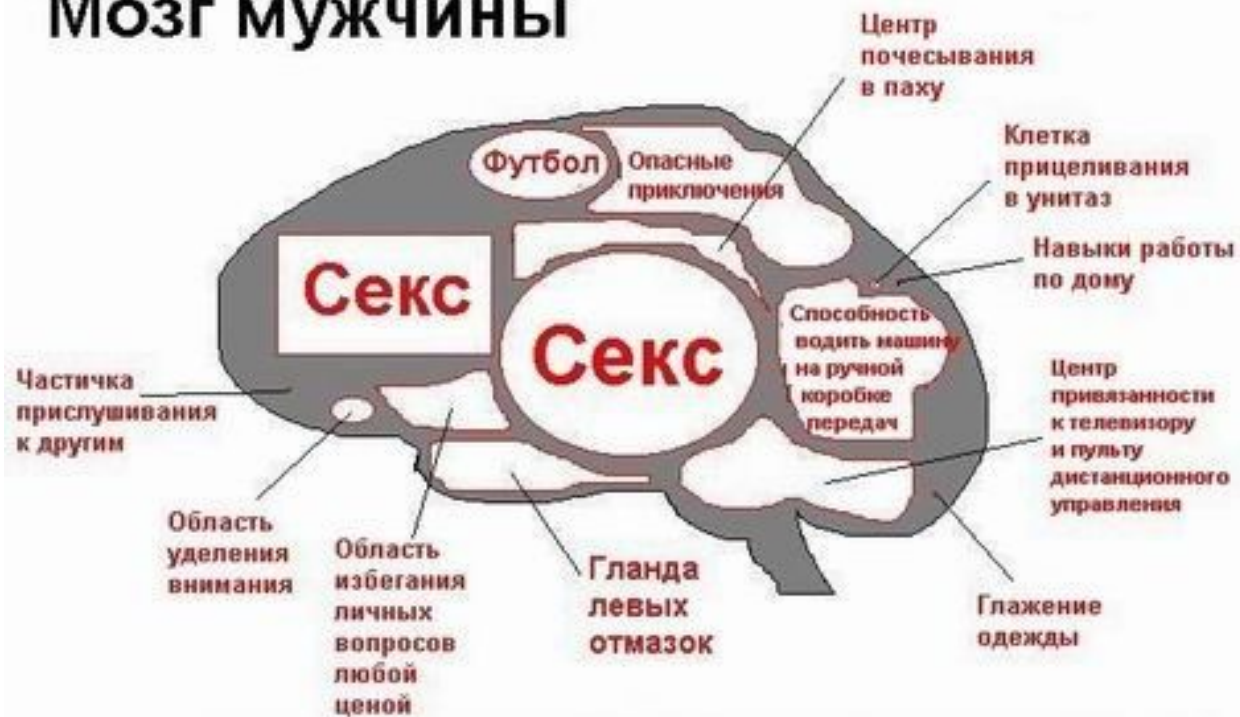 Мозг мужчины
Центр
почесывания
в паху
Клетка
прицеливания
в унитаз
Навыки работы
по дому
Футбол
Опасные
приключения
Секс
Секс
Способность
водить машину
на ручной
коробке
передач
Центр
привязанности
к телевизору
и пульту
дистанционного
управления
Частичка
прислушивания
к другим
Область
уделения
внимания
Область
избегания
личных
вопросов
любой
ценой
Гланда
левых
отмазок
Глажение
одежды